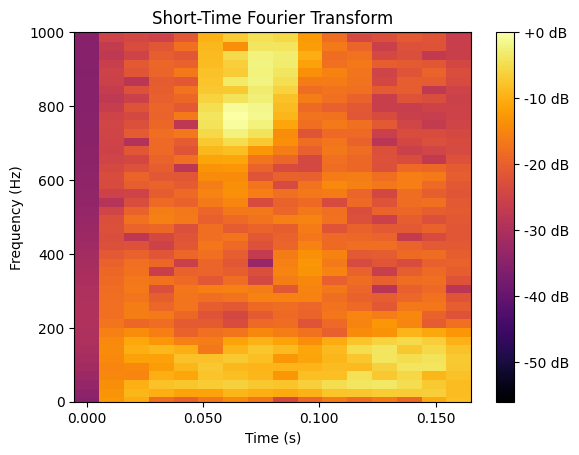 Short-Time Fourier Transform
1000
800
600
400
200
0
Frequency (Hz)
0.000
0.050
0.100
0.150
Time (s)
+0 dB
-10 dB
-20 dB
-30 dB
-40 dB
-50 dB